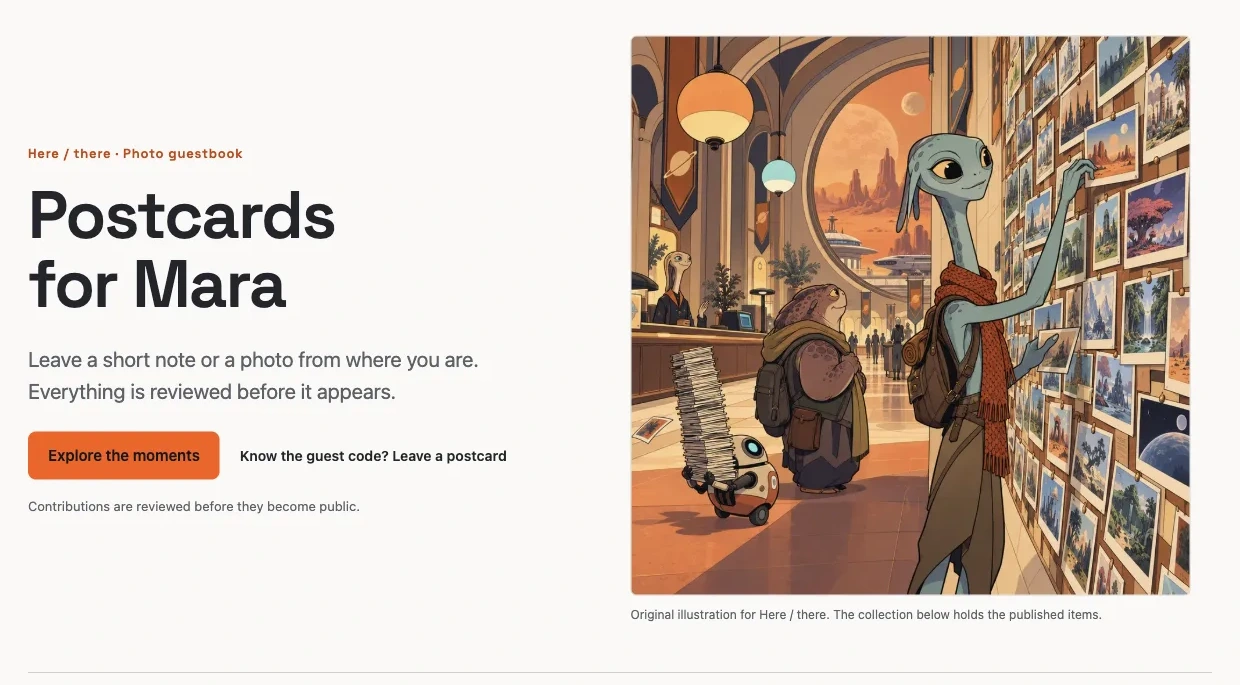 Here / there · Photo guestbook
Postcards
for Mara
Leave a short note or a photo from where you are.
Everything is reviewed before it appears.
Explore the moments
Know the guest code? Leave a postcard
Contributions are reviewed before they become public.
Original illustration for Here / there. The collection below holds the published items.